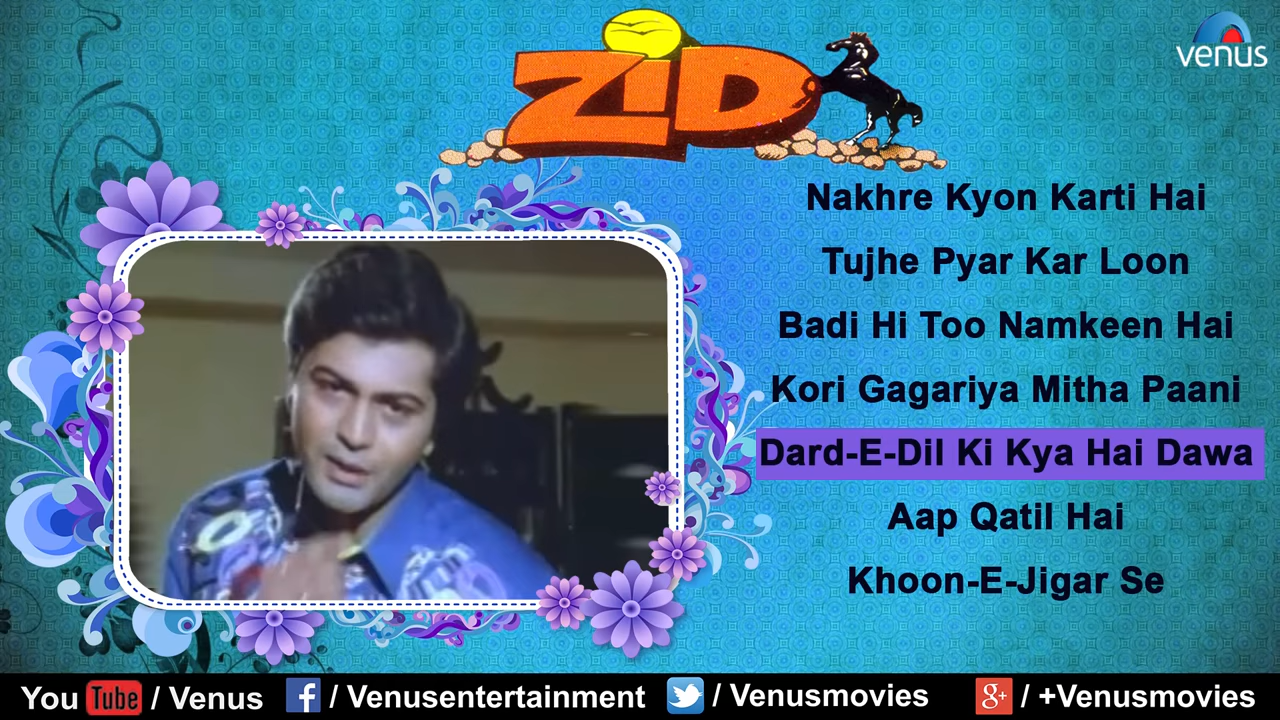 ZiD
venus
Nakhre Kyon Karti Hai
Tujhe Pyar Kar Loon
Badi Hi Too Namkeen Hai
Kori Gagariya Mitha Paani
Dard-E-Dil Ki Kya Hai Dawa
Aap Qatil Hai
Khoon-E-Jigar Se
You Tube / Venus f / Venusentertainment / Venusmovies g+ / +Venusmovies